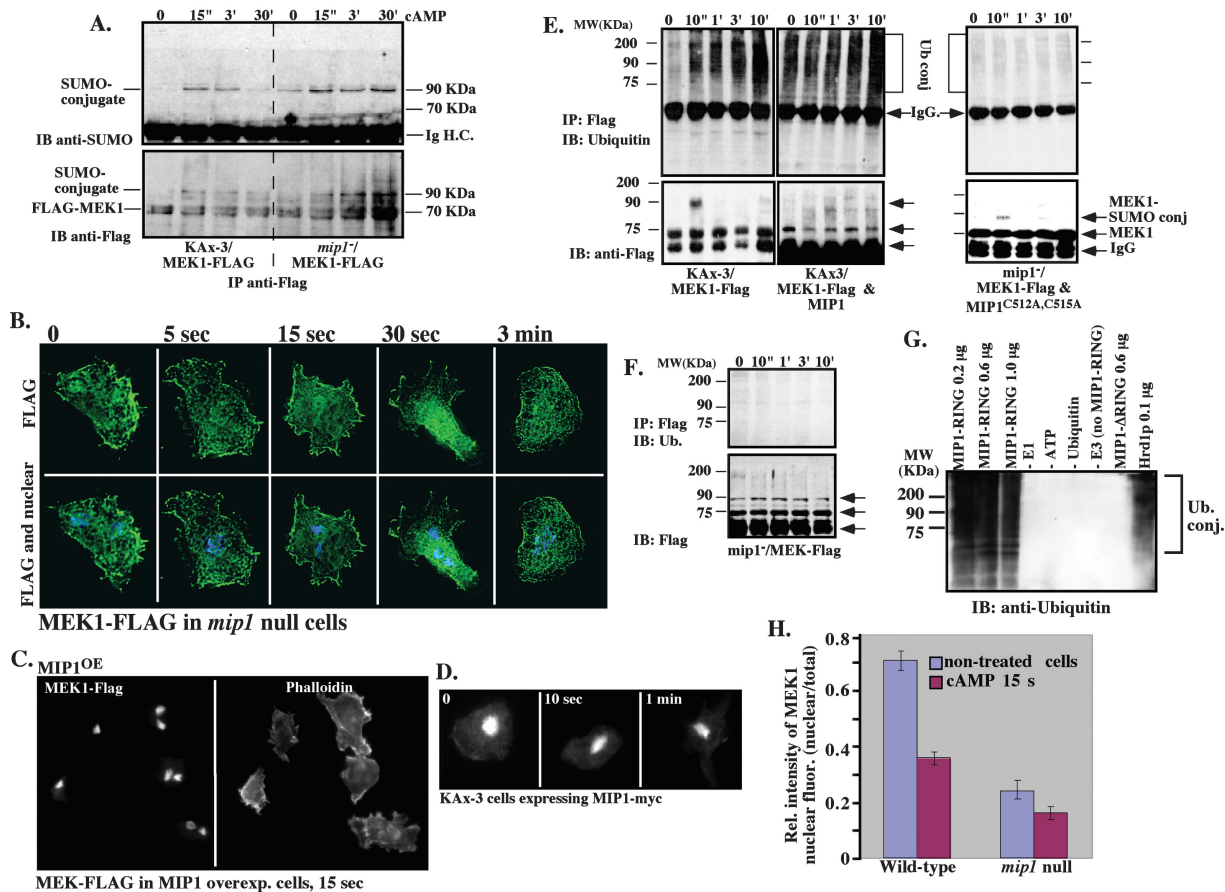 A.
0 15" 3' 30' 0 15" 3' 30' cAMP
SUMO-
conjugate
90 KDa
70 KDa
IB anti-SUMO
Ig H.C.
SUMO-
conjugate
90 KDa
FLAG-MEK1
70 KDa
IB anti-Flag
KAx-3/
MEK1-FLAG
mip1-/
MEK1-FLAG
IP anti-Flag
B.
0 5 sec 15 sec 30 sec 3 min
FLAG
FLAG and nuclear
MEK1-FLAG in mip1 null cells
C.
MIP1OE
MEK1-Flag
Phalloidin
MEK-FLAG in MIP1 overexp. cells, 15 sec
D.
0 10 sec 1 min
KAx-3 cells expressing MIP1-myc
E.
MW(KDa)
0 10" 1' 3' 10' 0 10" 1' 3' 10' 0 10" 1' 3' 10'
200
90
75
Ub conj
IP: Flag
IB: Ubiquitin
IgG.
200
90
75
IB: anti-Flag
MEK1-
SUMO conj
MEK1
IgG
KAx-3/
MEK1-Flag
KAx3/
MEK1-Flag &
MIP1
mip1-/
MEK1-Flag &
MIP1C512A,C515A
F.
MW(KDa)
0 10" 1' 3' 10'
200
90
75
IP: Flag
IB: Ub.
200
90
75
IB: Flag
mip1-/MEK-Flag
G.
MIP1-RING 0.2 µg
MIP1-RING 0.6 µg
MIP1-RING 1.0 µg
- E1
- ATP
- Ubiquitin
- E3 (no MIP1-RING)
MIP1-ΔRING 0.6 µg
Hrd1p 0.1 µg
MW
(KDa)
200
90
75
Ub.
conj.
IB: anti-Ubiquitin
H.
Rel. intensity of MEK1
nuclear fluor. (nuclear/total)
0.8
0.6
0.4
0.2
0
non-treated cells
cAMP 15 s
Wild-type
mip1 null